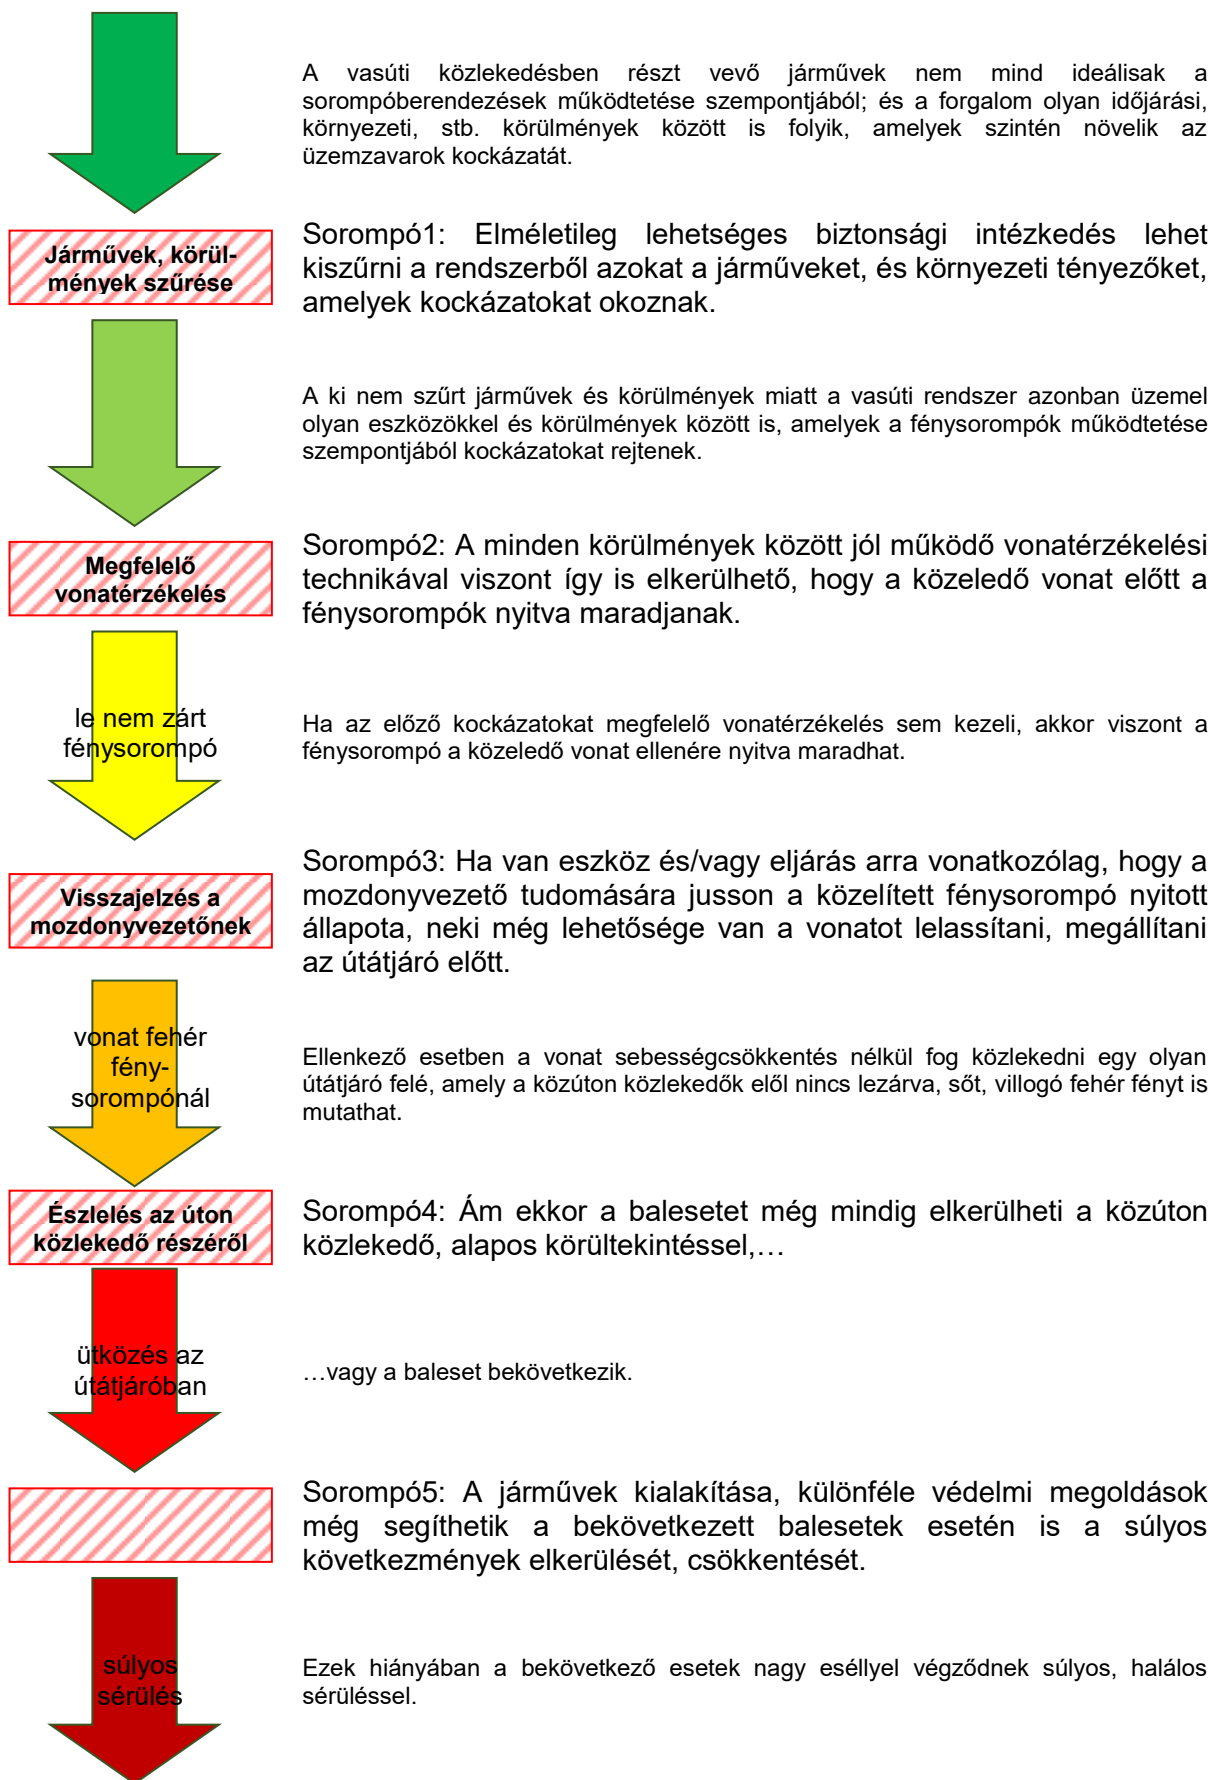 A vasúti közlekedésben részt vevő járművek nem mind ideálisak a
sorompóberendezések működtetése szempontjából; és a forgalom olyan időjárási,
környezeti, stb. körülmények között is folyik, amelyek szintén növelik az
üzemzavarok kockázatát.
Járművek, körül-
mények szűrése
Sorompó1: Elméletileg lehetséges biztonsági intézkedés lehet
kiszűrni a rendszerből azokat a járműveket, és környezeti tényezőket,
amelyek kockázatokat okoznak.
A ki nem szűrt járművek és körülmények miatt a vasúti rendszer azonban üzemel
olyan eszközökkel és körülmények között is, amelyek a fénysorompók működtetése
szempontjából kockázatokat rejtenek.
Megfelelő
vonatérzékelés
Sorompó2: A minden körülmények között jól működő vonatérzékelési
technikával viszont így is elkerülhető, hogy a közeledő vonat előtt a
fénysorompók nyitva maradjanak.
le nem zárt
fénysorompó
Ha az előző kockázatokat megfelelő vonatérzékelés sem kezeli, akkor viszont a
fénysorompó a közeledő vonat ellenére nyitva maradhat.
Visszajelzés a
mozdonyvezetőnek
Sorompó3: Ha van eszköz és/vagy eljárás arra vonatkozólag, hogy a
mozdonyvezető tudomására jusson a közelített fénysorompó nyitott
állapota, neki még lehetősége van a vonatot lelassítani, megállítani
az útátjáró előtt.
vonat fehér
fény-
sorompónál
Ellenkező esetben a vonat sebességcsökkentés nélkül fog közlekedni egy olyan
útátjáró felé, amely a közúton közlekedők elől nincs lezárva, sőt, villogó fehér fényt is
mutathat.
Észlelés az úton
közlekedő részéről
Sorompó4: Ám ekkor a balesetet még mindig elkerülheti a közúton
közlekedő, alapos körültekintéssel,…
ütközés az
útátjáróban
…vagy a baleset bekövetkezik.
Sorompó5: A járművek kialakítása, különféle védelmi megoldások
még segíthetik a bekövetkezett balesetek esetén is a súlyos
következmények elkerülését, csökkentését.
súlyos
sérülés
Ezek hiányában a bekövetkező esetek nagy eséllyel végződnek súlyos, halálos
sérüléssel.